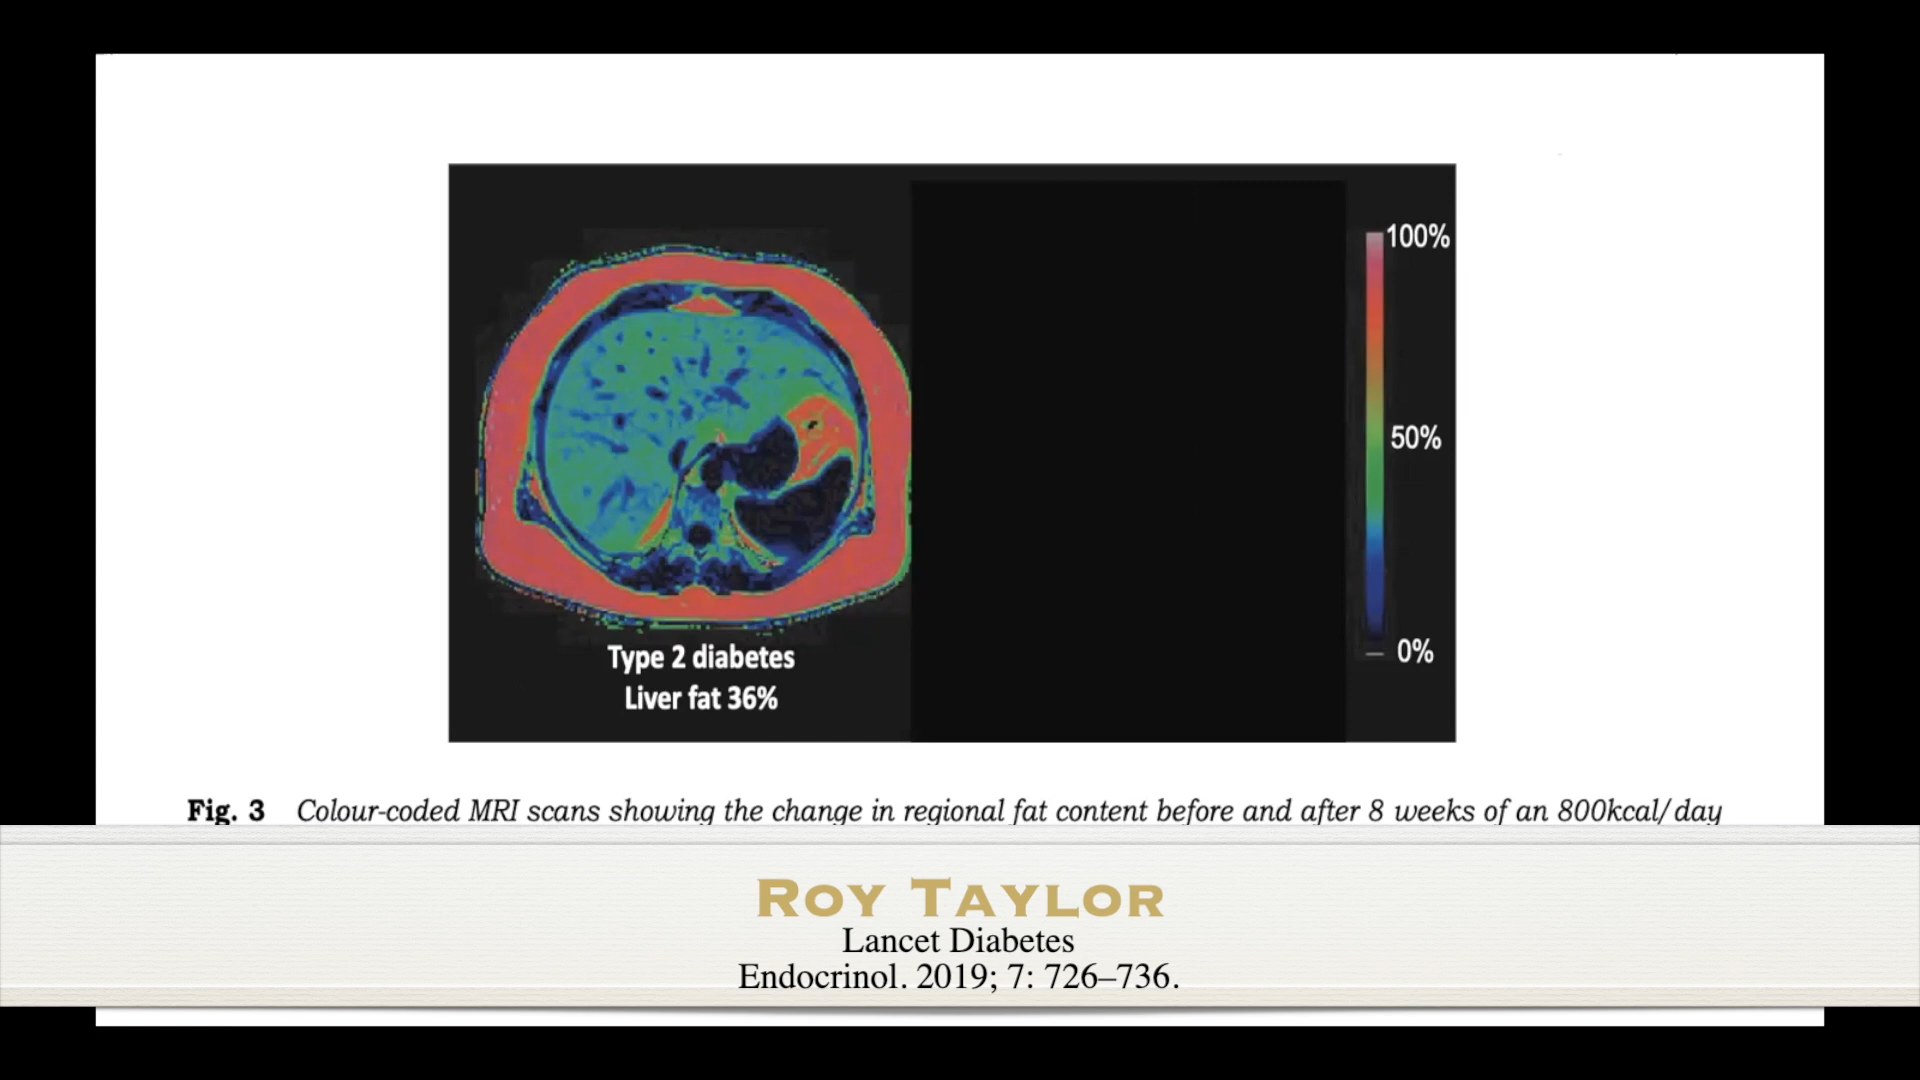 100%
50%
0%
Type 2 diabetes
Liver fat 36%
Fig. 3 Colour-coded MRI scans showing the change in regional fat content before and after 8 weeks of an 800kcal/day
ROY TAYLOR
Lancet Diabetes
Endocrinol. 2019; 7: 726–736.